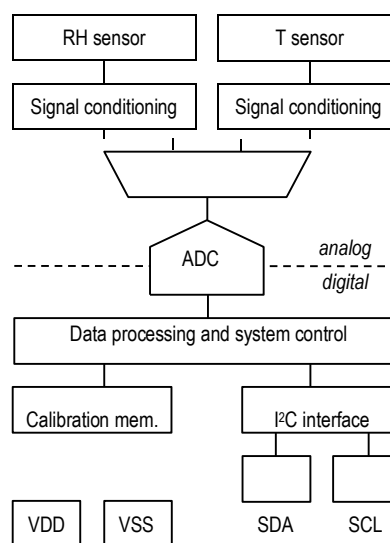 RH sensor
T sensor
Signal conditioning
Signal conditioning
ADC
analog
digital
Data processing and system control
Calibration mem.
I²C interface
VDD
VSS
SDA
SCL